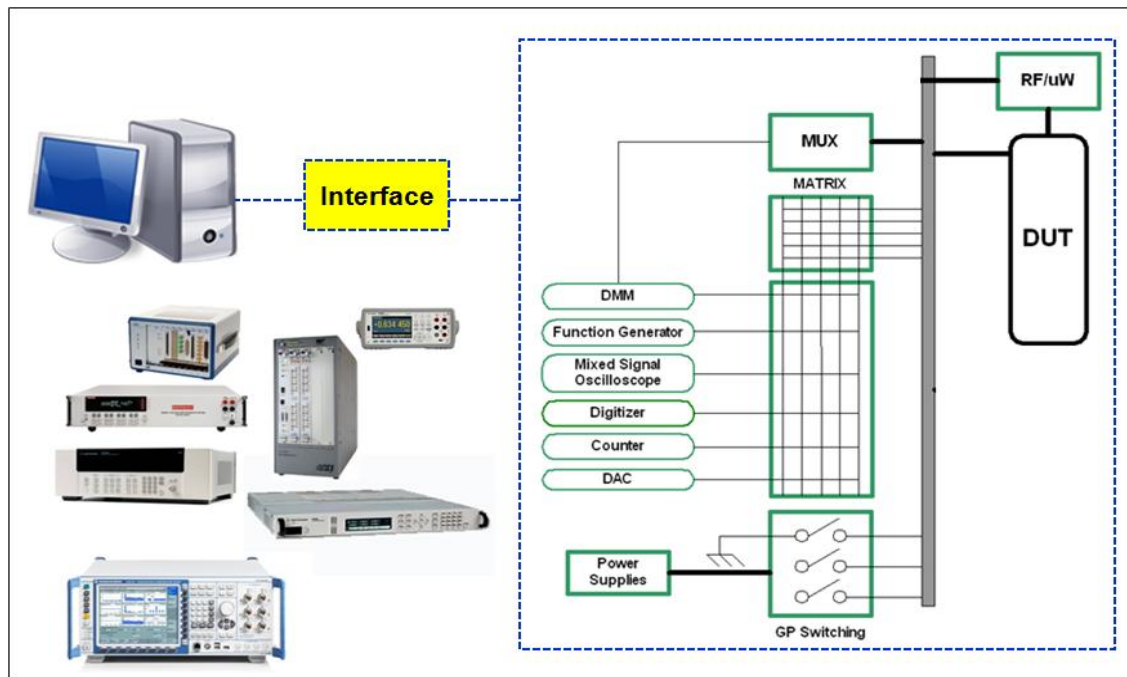 Interface
RF/uW
MUX
MATRIX
DUT
DMM
Function Generator
Mixed Signal
Oscilloscope
Digitizer
Counter
DAC
Power
Supplies
GP Switching